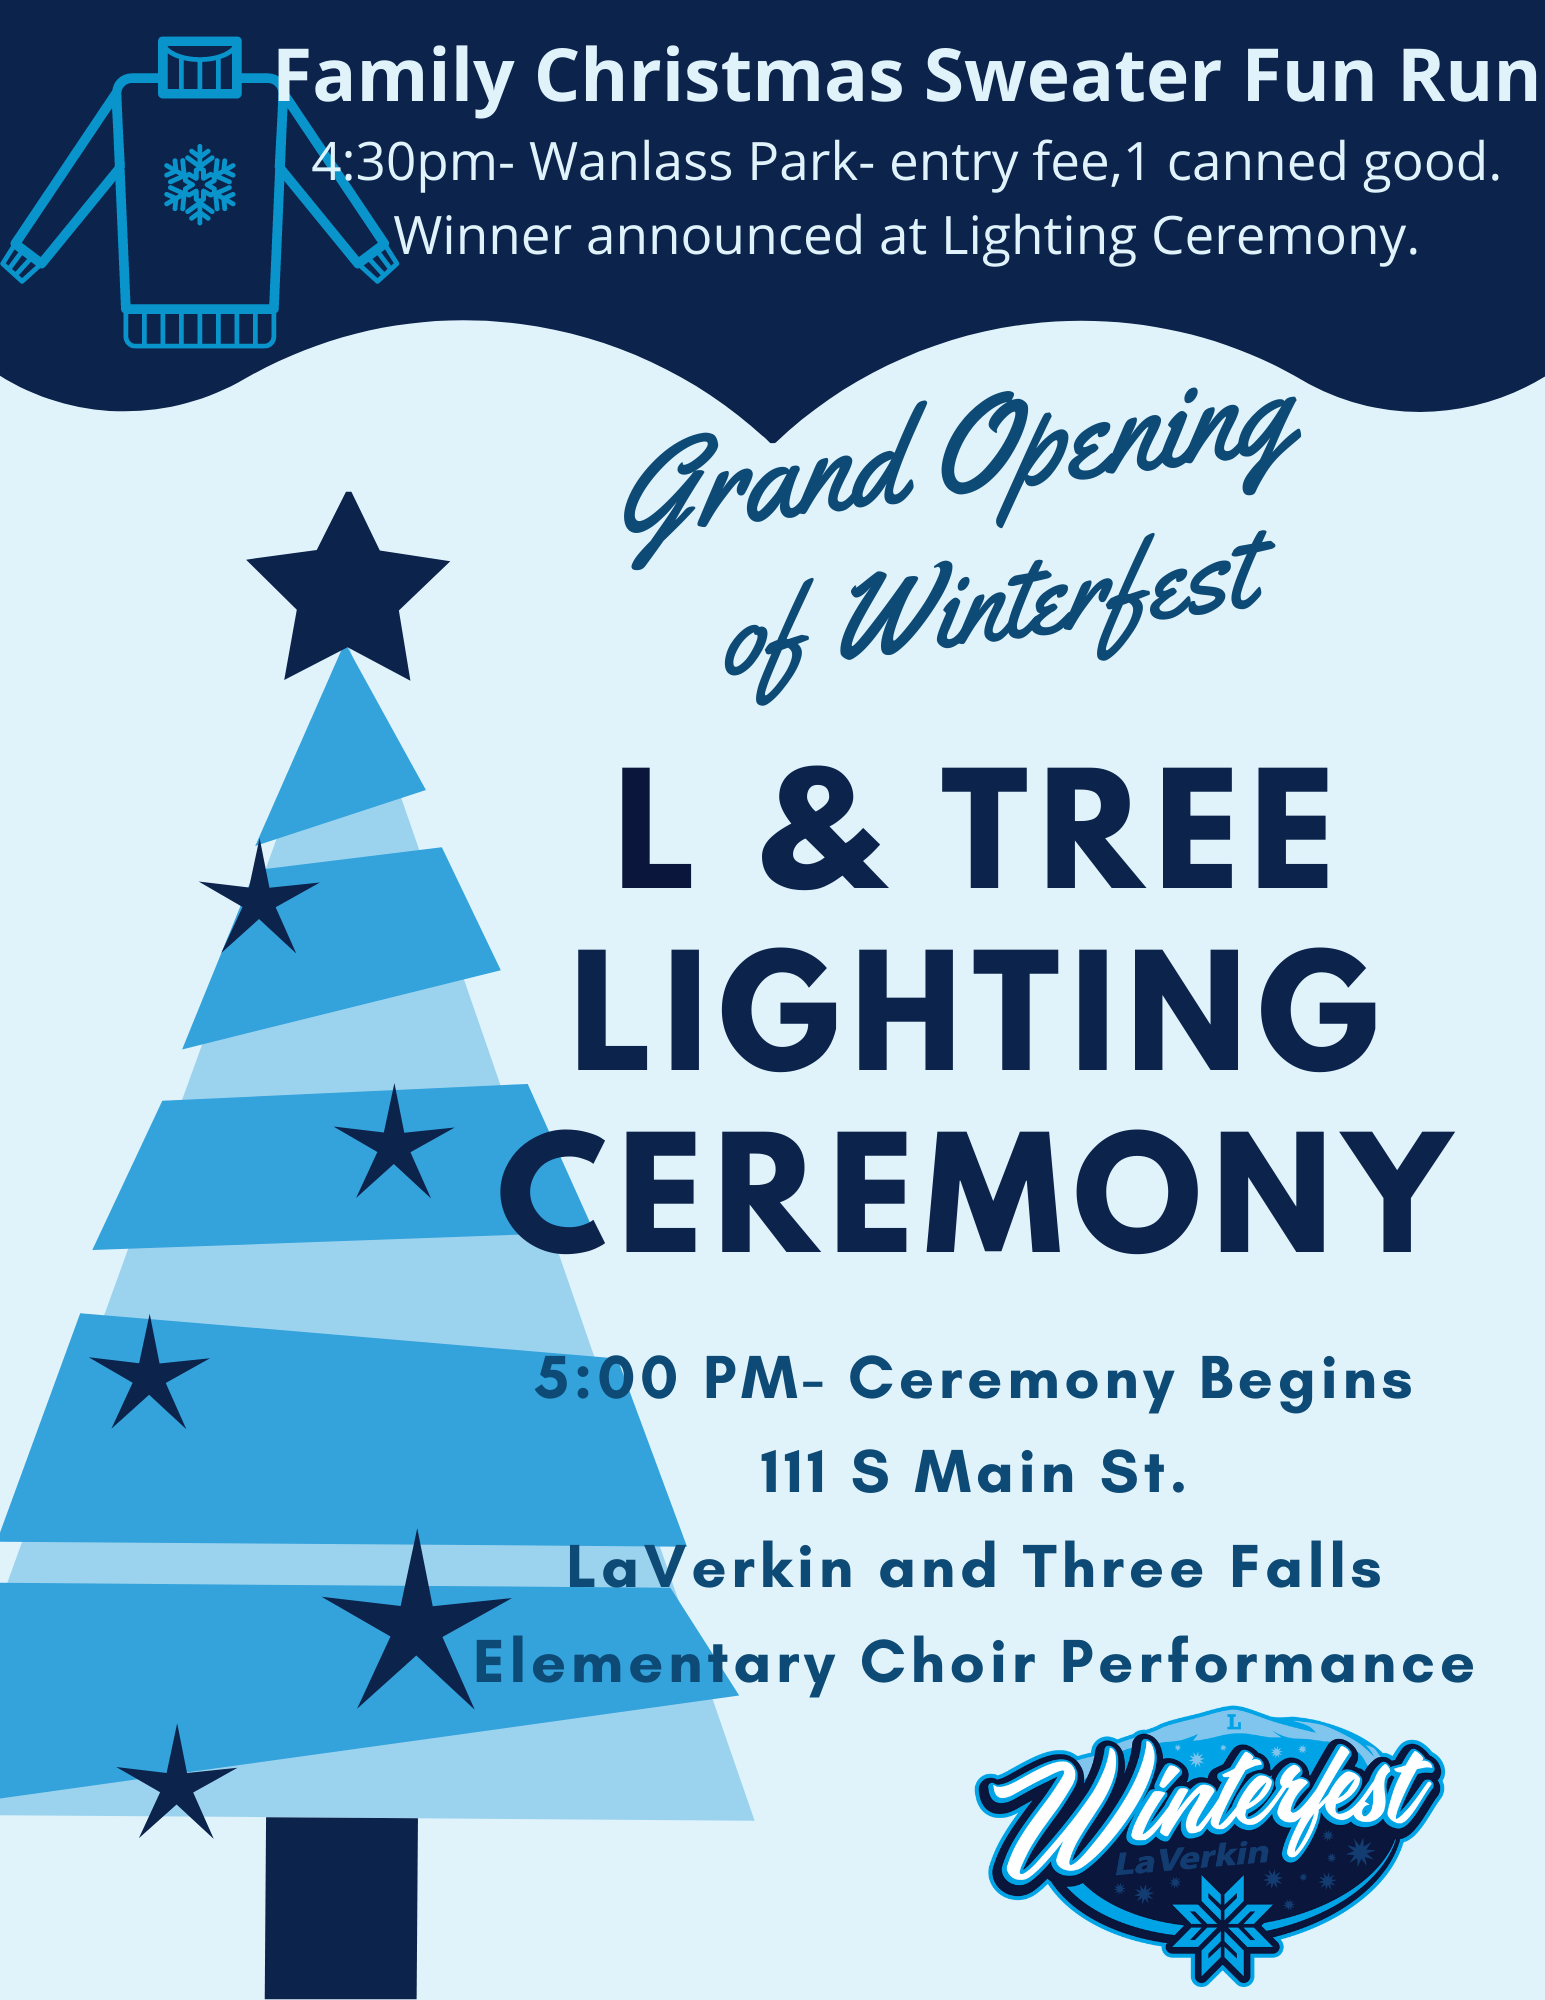 Family Christmas Sweater Fun Run
4:30pm- Wanlass Park- entry fee,1 canned good.
Winner announced at Lighting Ceremony.
Grand Opening
of Winterfest
L & TREE
LIGHTING
CEREMONY
5:00 PM- Ceremony Begins
111 S Main St.
LaVerkin and Three Falls
Elementary Choir Performance
L
Winterfest
LaVerkin